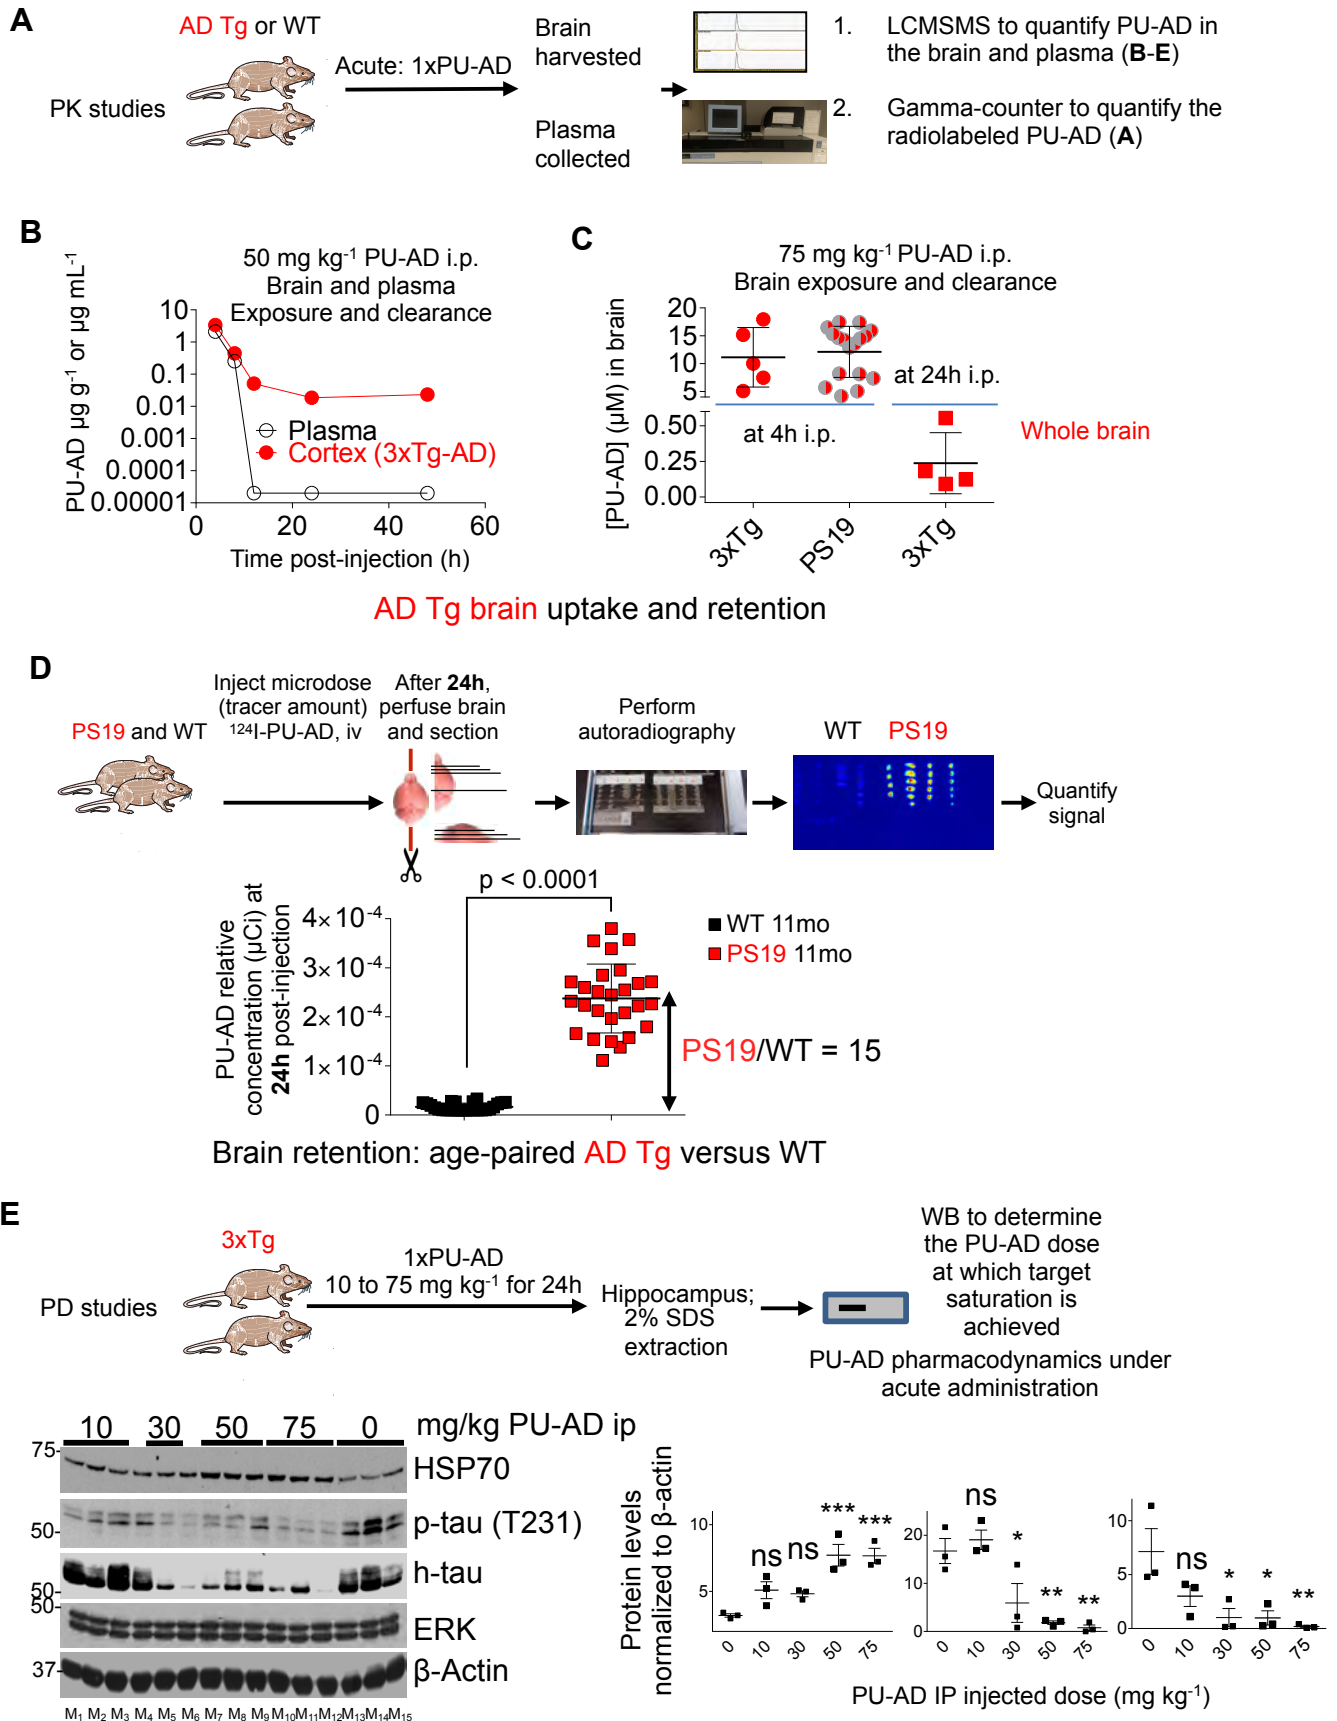 A
AD Tg or WT
PK studies
Acute: 1xPU-AD
Brain
harvested
Plasma
collected
1. LCMSMS to quantify PU-AD in
the brain and plasma (B-E)
2. Gamma-counter to quantify the
radiolabeled PU-AD (A)
B
50 mg kg⁻¹ PU-AD i.p.
Brain and plasma
Exposure and clearance
PU-AD µg g⁻¹ or µg mL⁻¹
10
1
0.1
0.01
0.001
0.0001
0.00001
Plasma
Cortex (3xTg-AD)
0 20 40 60
Time post-injection (h)
C
75 mg kg⁻¹ PU-AD i.p.
Brain exposure and clearance
[PU-AD] (µM) in brain
20
15
10
5
0.50
0.25
0.00
at 24h i.p.
at 4h i.p.
Whole brain
3xTg PS19 3xTg
AD Tg brain uptake and retention
D
PS19 and WT
Inject microdose
(tracer amount)
¹²⁴I-PU-AD, iv
After 24h,
perfuse brain
and section
Perform
autoradiography
WT PS19
Quantify
signal
p < 0.0001
PU-AD relative
concentration (µCi) at
24h post-injection
4× 10⁻⁴
3× 10⁻⁴
2× 10⁻⁴
1× 10⁻⁴
0
WT 11mo
PS19 11mo
PS19/WT = 15
Brain retention: age-paired AD Tg versus WT
E
3xTg
PD studies
1xPU-AD
10 to 75 mg kg⁻¹ for 24h
Hippocampus;
2% SDS
extraction
WB to determine
the PU-AD dose
at which target
saturation is
achieved
PU-AD pharmacodynamics under
acute administration
10 30 50 75 0 mg/kg PU-AD ip
75
HSP70
50
p-tau (T231)
50
h-tau
50
ERK
37
β-Actin
M₁ M₂ M₃ M₄ M₅ M₆ M₇ M₈ M₉ M₁₀ M₁₁ M₁₂ M₁₃ M₁₄ M₁₅
Protein levels
normalized to β-actin
10
5
ns ns *** ***
0 10 30 50 75
20
10
0
ns * ** **
0 10 30 50 75
10
5
0
ns * * **
0 10 30 50 75
PU-AD IP injected dose (mg kg⁻¹)